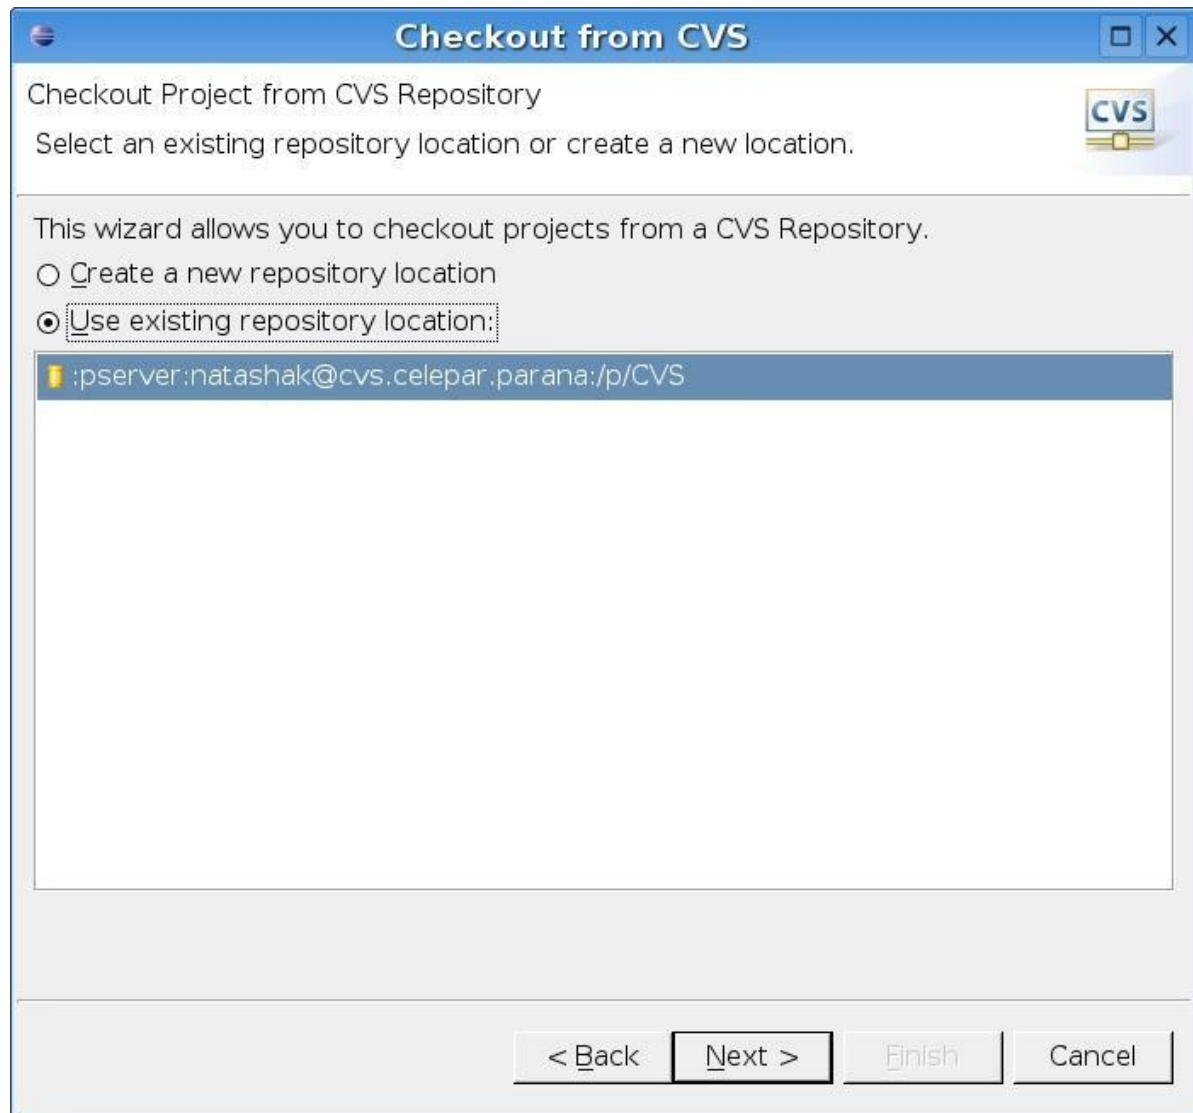 Checkout from CVS
Checkout Project from CVS Repository
CVS
Select an existing repository location or create a new location.
This wizard allows you to checkout projects from a CVS Repository.
Create a new repository location
Use existing repository location:
:pserver:natashak@cvs.celepar.parana:/p/CVS
< Back Next > Finish Cancel